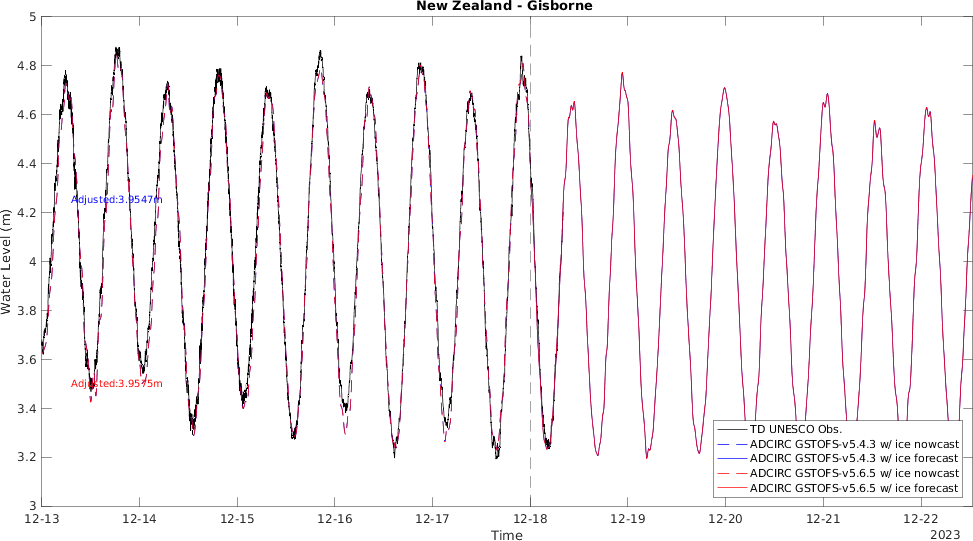 New Zealand - Gisborne
5
4.8
4.6
4.4
4.2
4
3.8
3.6
3.4
3.2
3
Water Level (m)
Adjusted:3.9547m
Adjusted:3.9575m
TD UNESCO Obs.
ADCIRC GSTOFS-v5.4.3 w/ ice nowcast
ADCIRC GSTOFS-v5.4.3 w/ ice forecast
ADCIRC GSTOFS-v5.6.5 w/ ice nowcast
ADCIRC GSTOFS-v5.6.5 w/ ice forecast
12-13 12-14 12-15 12-16 12-17 12-18 12-19 12-20 12-21 12-22
Time
2023